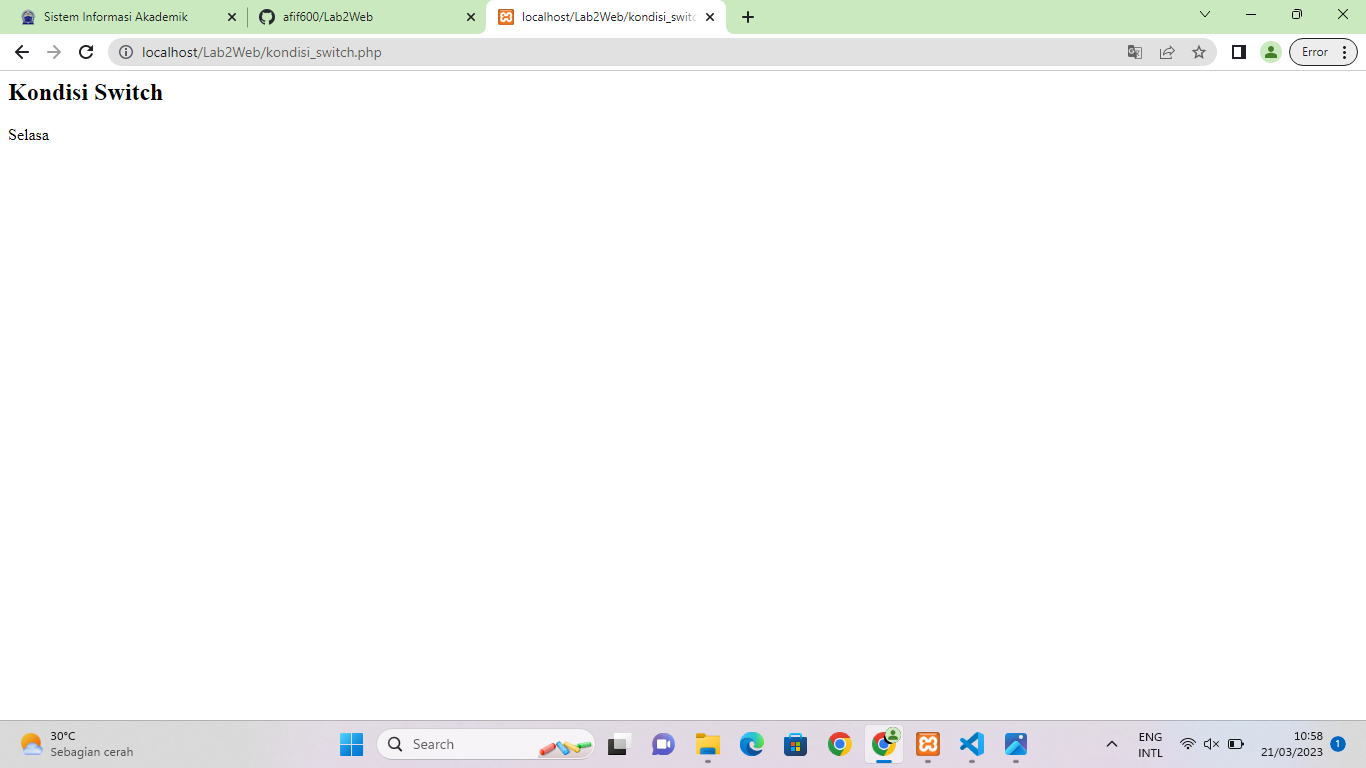 Sistem Informasi Akademik
afif600/Lab2Web
localhost/Lab2Web/kondisi_switc
localhost/Lab2Web/kondisi_switch.php
Error
Kondisi Switch
Selasa
30°C
Sebagian cerah
Search
ENG
INTL
10:58
21/03/2023
1